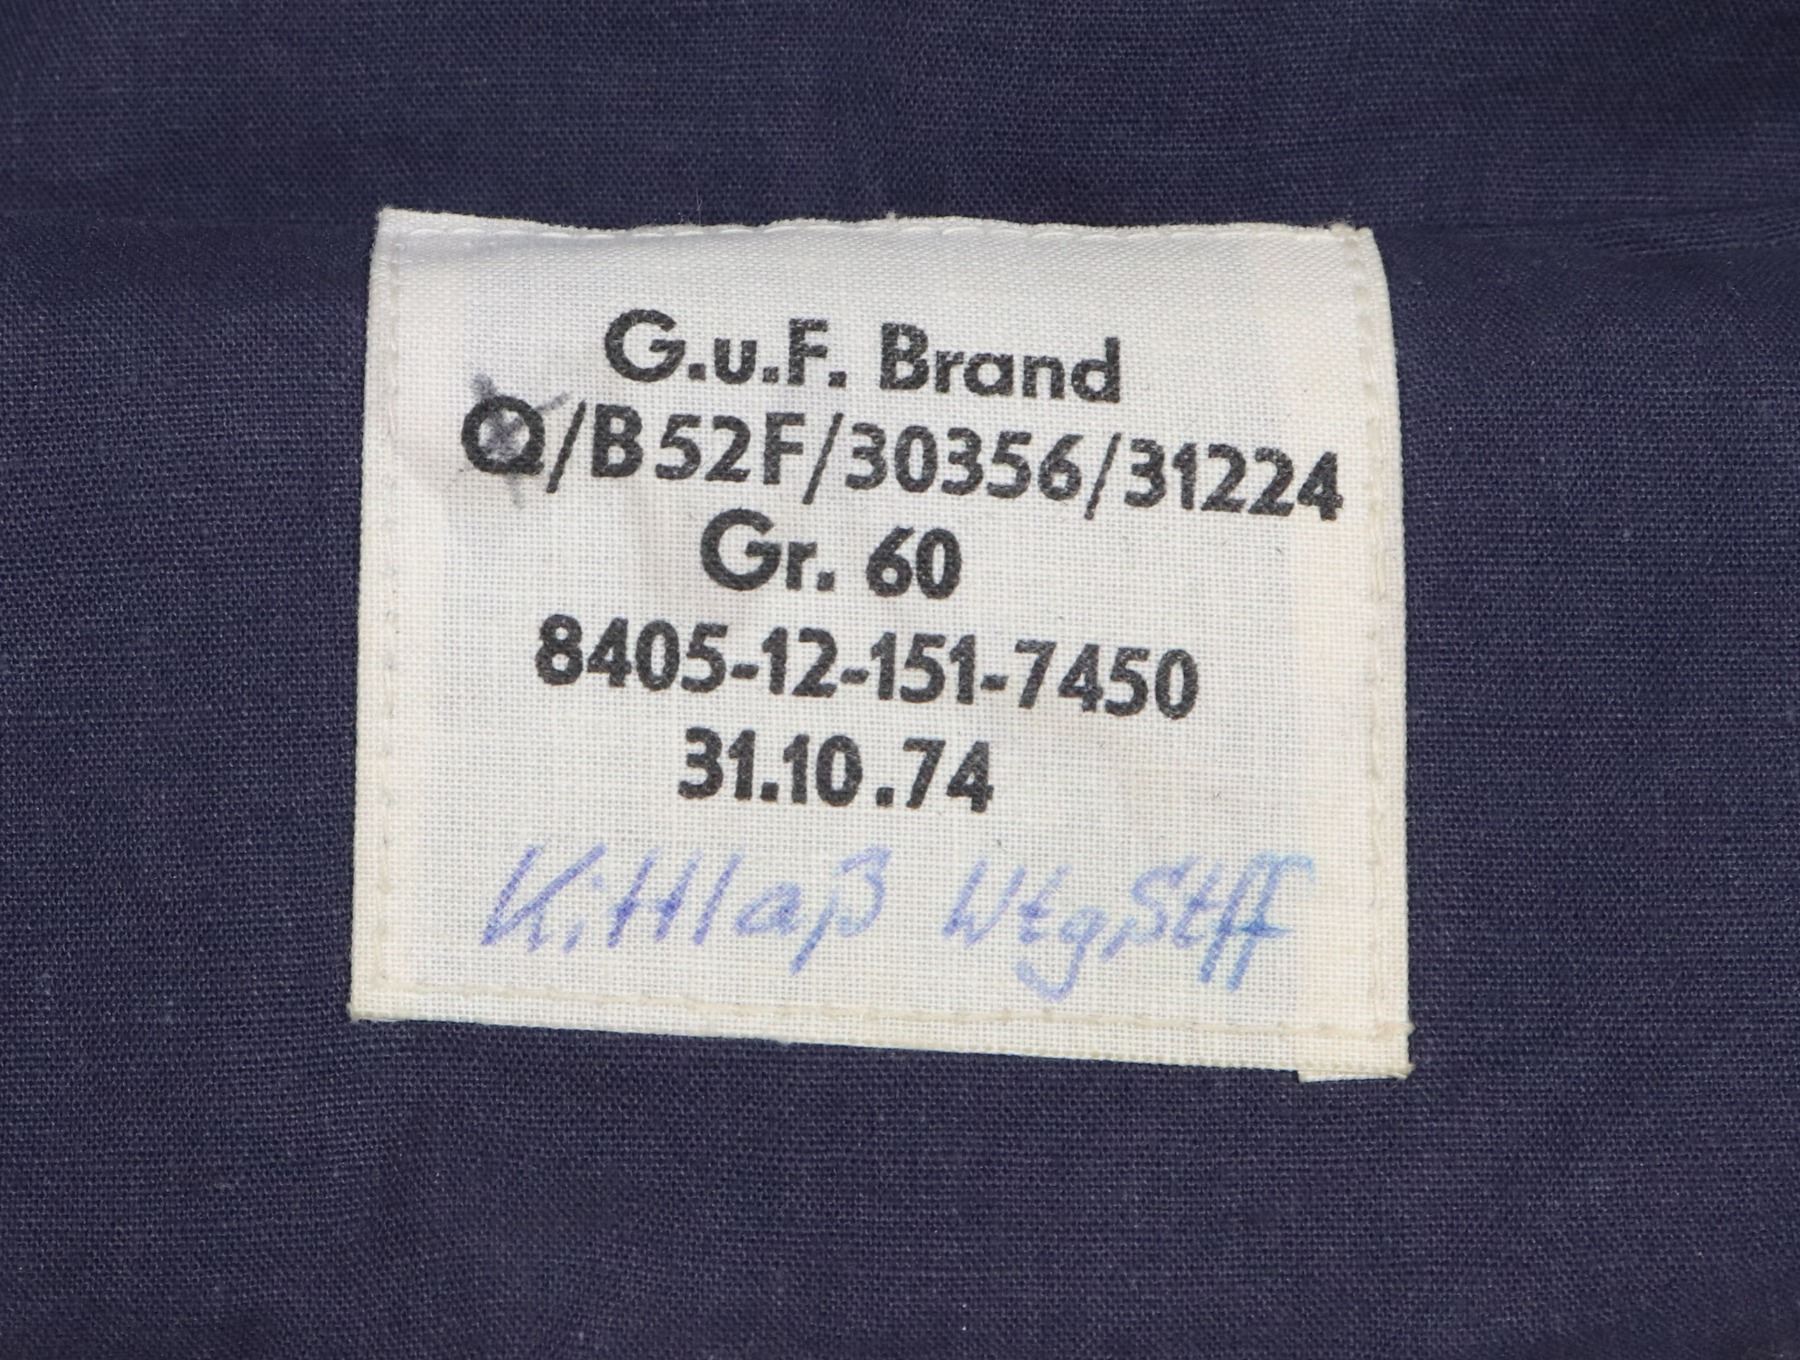 G.u.F. Brand
Q/B52F/30356/31224
Gr. 60
8405-12-151-7450
31.10.74
Kittlaß WtgStff